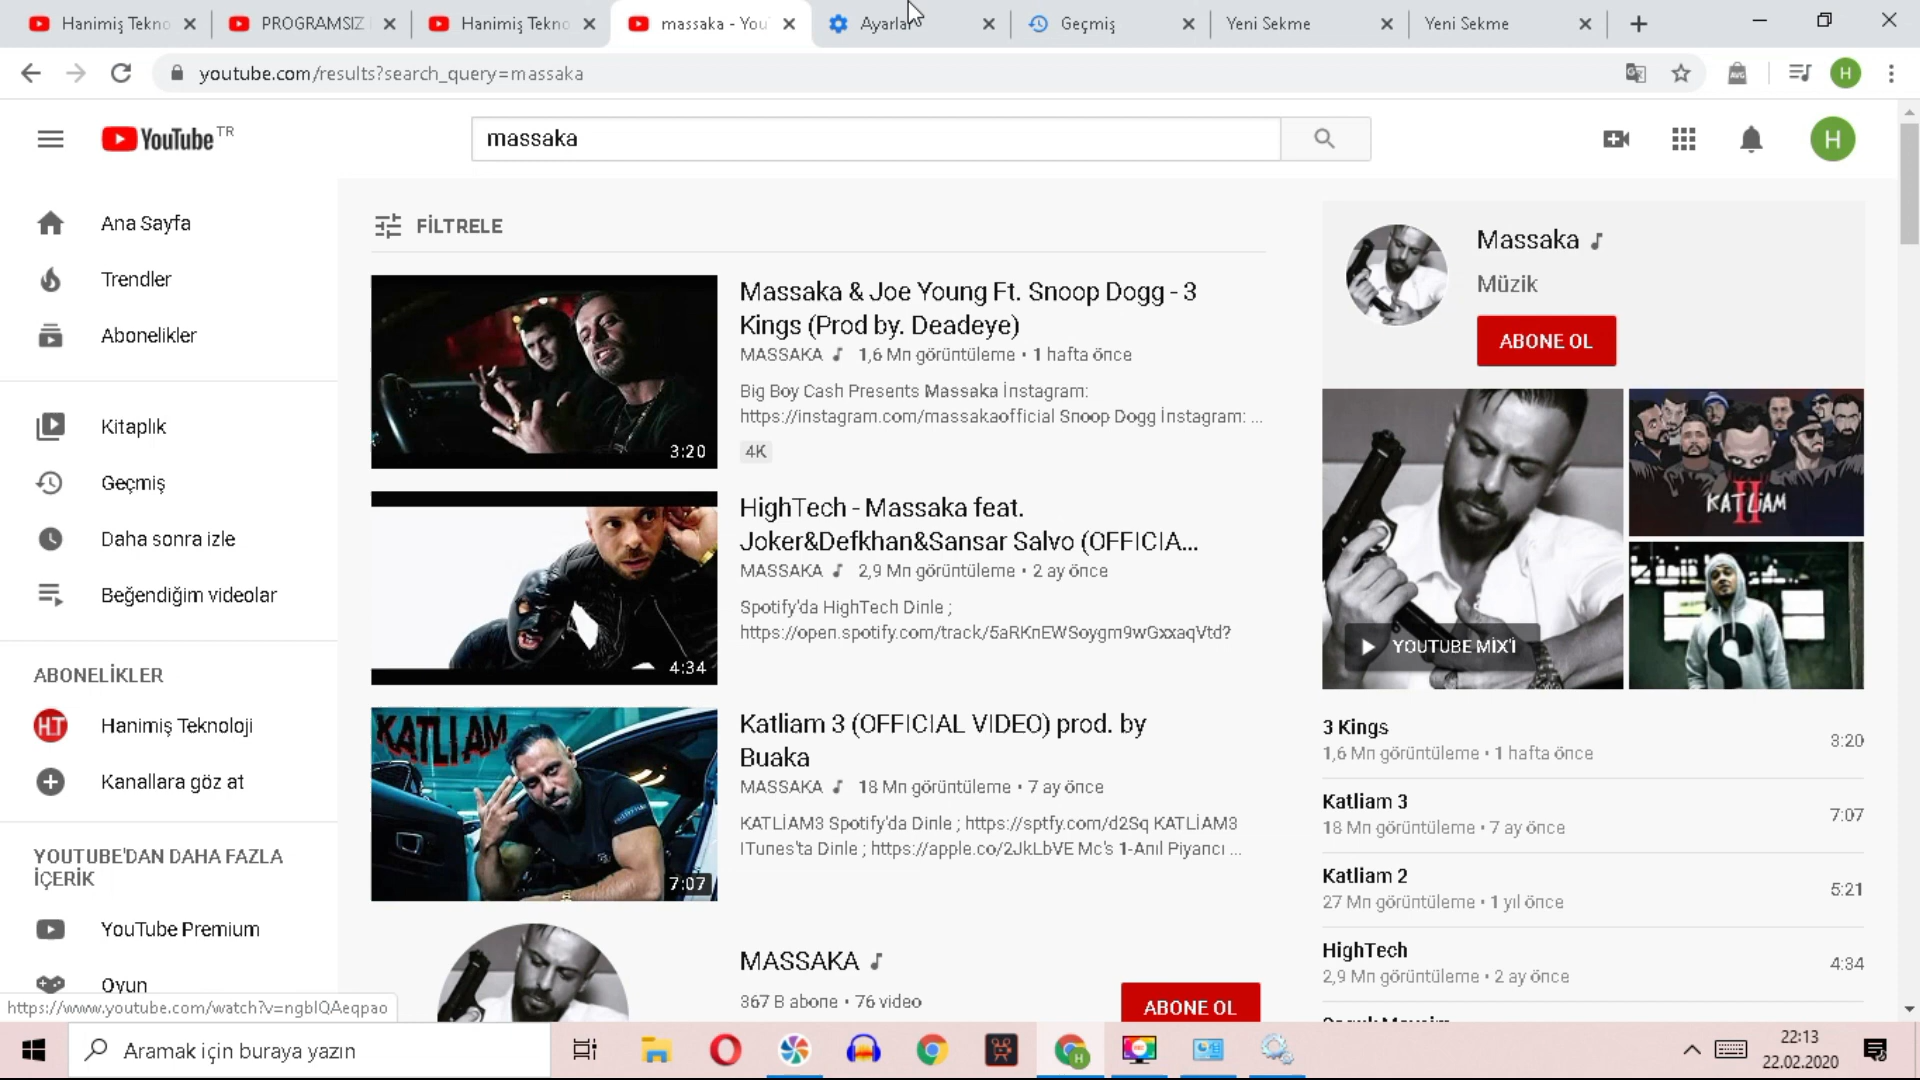 Hanimiş Tekno
PROGRAMSIZ
Hanimiş Tekno
massaka - You
Ayarlar
Geçmiş
Yeni Sekme
Yeni Sekme
youtube.com/results?search_query=massaka
H
YouTube TR
massaka
H
Ana Sayfa
Trendler
Abonelikler
Kitaplık
Geçmiş
Daha sonra izle
Beğendiğim videolar
ABONELİKLER
Hanimiş Teknoloji
Kanallara göz at
YOUTUBE'DAN DAHA FAZLA
İÇERİK
YouTube Premium
Oyun
https://www.youtube.com/watch?v=ngbIQAeqpao
FİLTRELE
3:20
Massaka & Joe Young Ft. Snoop Dogg - 3
Kings (Prod by. Deadeye)
MASSAKA 1,6 Mn görüntüleme • 1 hafta önce
Big Boy Cash Presents Massaka İnstagram:
https://instagram.com/massakaofficial Snoop Dogg İnstagram: ...
4K
4:34
HighTech - Massaka feat.
Joker&Defkhan&Sansar Salvo (OFFICIA...
MASSAKA 2,9 Mn görüntüleme • 2 ay önce
Spotify'da HighTech Dinle ;
https://open.spotify.com/track/5aRKnEWSoygm9wGxxaqVtd?
KATLIAM
7:07
Katliam 3 (OFFICIAL VIDEO) prod. by
Buaka
MASSAKA 18 Mn görüntüleme • 7 ay önce
KATLİAM3 Spotify'da Dinle ; https://sptfy.com/d2Sq KATLİAM3
ITunes'ta Dinle ; https://apple.co/2JkLbVE Mc's 1-Anıl Piyancı ...
MASSAKA
367 B abone • 76 video
ABONE OL
Massaka
Müzik
ABONE OL
YOUTUBE MİX'İ
KATLİAM
II
3 Kings
1,6 Mn görüntüleme • 1 hafta önce
3:20
Katliam 3
18 Mn görüntüleme • 7 ay önce
7:07
Katliam 2
27 Mn görüntüleme • 1 yıl önce
5:21
HighTech
2,9 Mn görüntüleme • 2 ay önce
4:34
Aramak için buraya yazın
22:13
22.02.2020